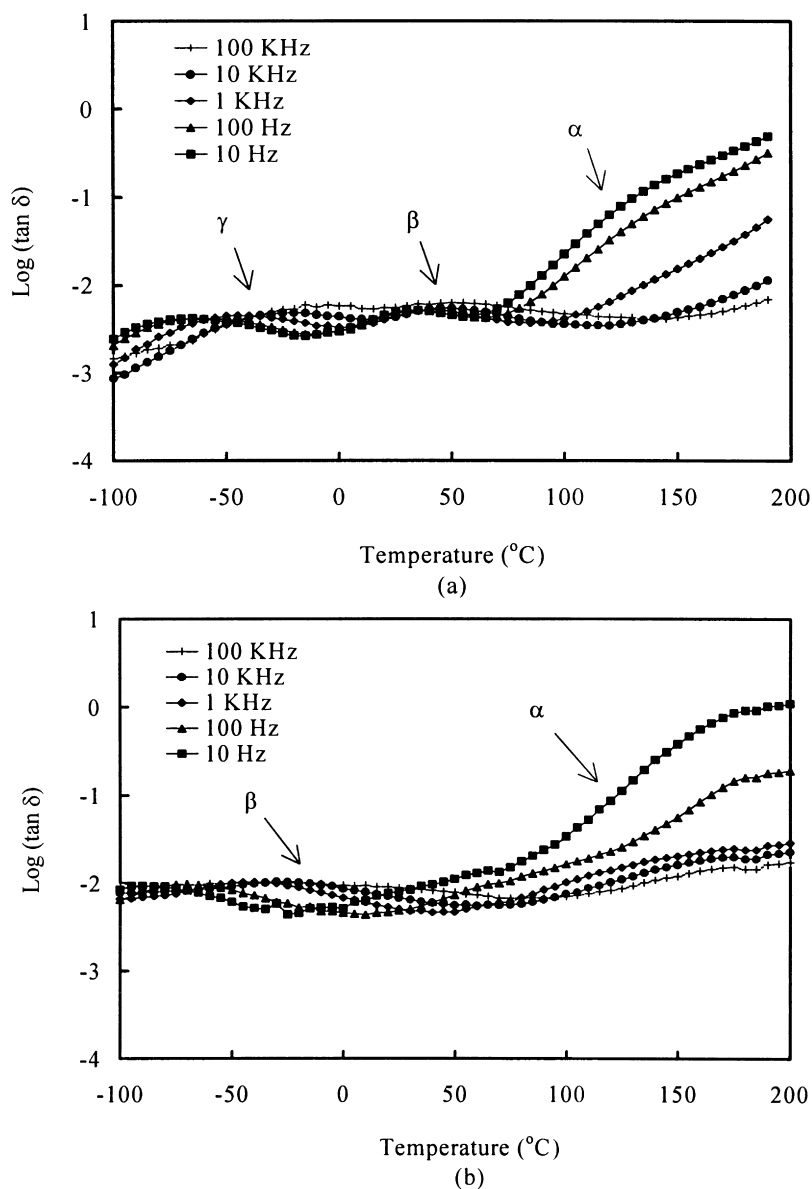 1
0
-1
-2
-3
-4
Log (tan δ)
100 KHz
10 KHz
1 KHz
100 Hz
10 Hz
γ
β
α
-100 -50 0 50 100 150 200
Temperature (°C)
(a)
1
0
-1
-2
-3
-4
Log (tan δ)
100 KHz
10 KHz
1 KHz
100 Hz
10 Hz
β
α
-100 -50 0 50 100 150 200
Temperature (°C)
(b)